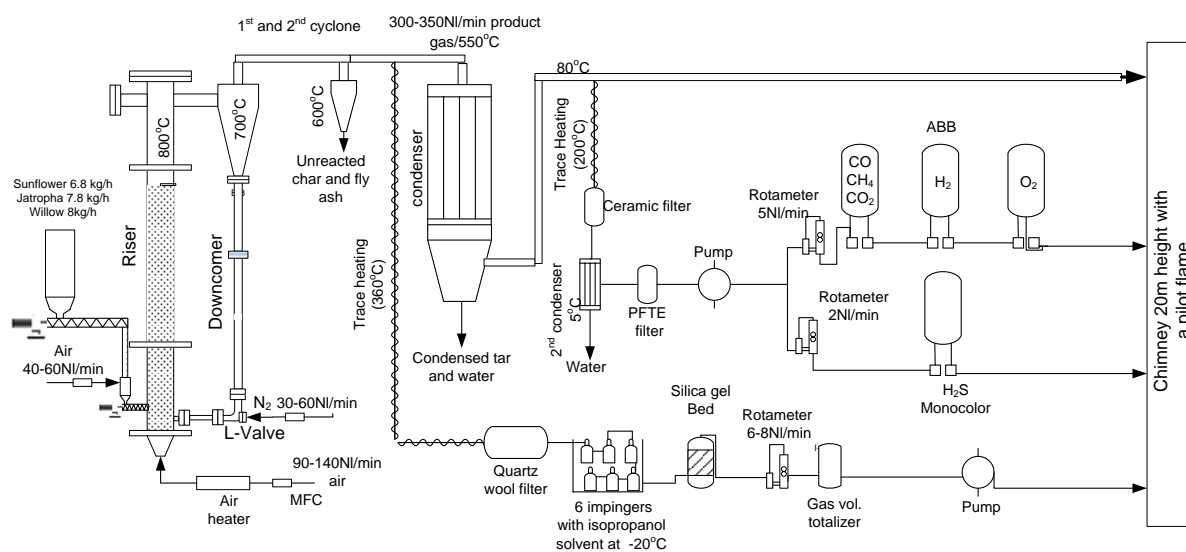 1st and 2nd cyclone
300-350Nl/min product
gas/550°C
80°C
800°C
700°C
600°C
Unreacted
char and fly
ash
condenser
Trace Heating
(200°C)
ABB
CO
CH4
CO2
H2
O2
Rotameter
5Nl/min
Sunflower 6.8 kg/h
Jatropha 7.8 kg/h
Willow 8kg/h
Ceramic filter
Riser
Downcomer
Trace heating
(360°C)
Pump
2nd condenser
5°C
PFTE
filter
Rotameter
2Nl/min
Chimney 20m height with
a pilot flame
Air
40-60Nl/min
Condensed tar
and water
Water
H2S
Monocolor
N2 30-60Nl/min
L-Valve
Silica gel
Bed
Rotameter
6-8Nl/min
90-140Nl/min
air
MFC
Air
heater
Quartz
wool filter
6 impingers
with isopropanol
solvent at -20°C
Gas vol.
totalizer
Pump